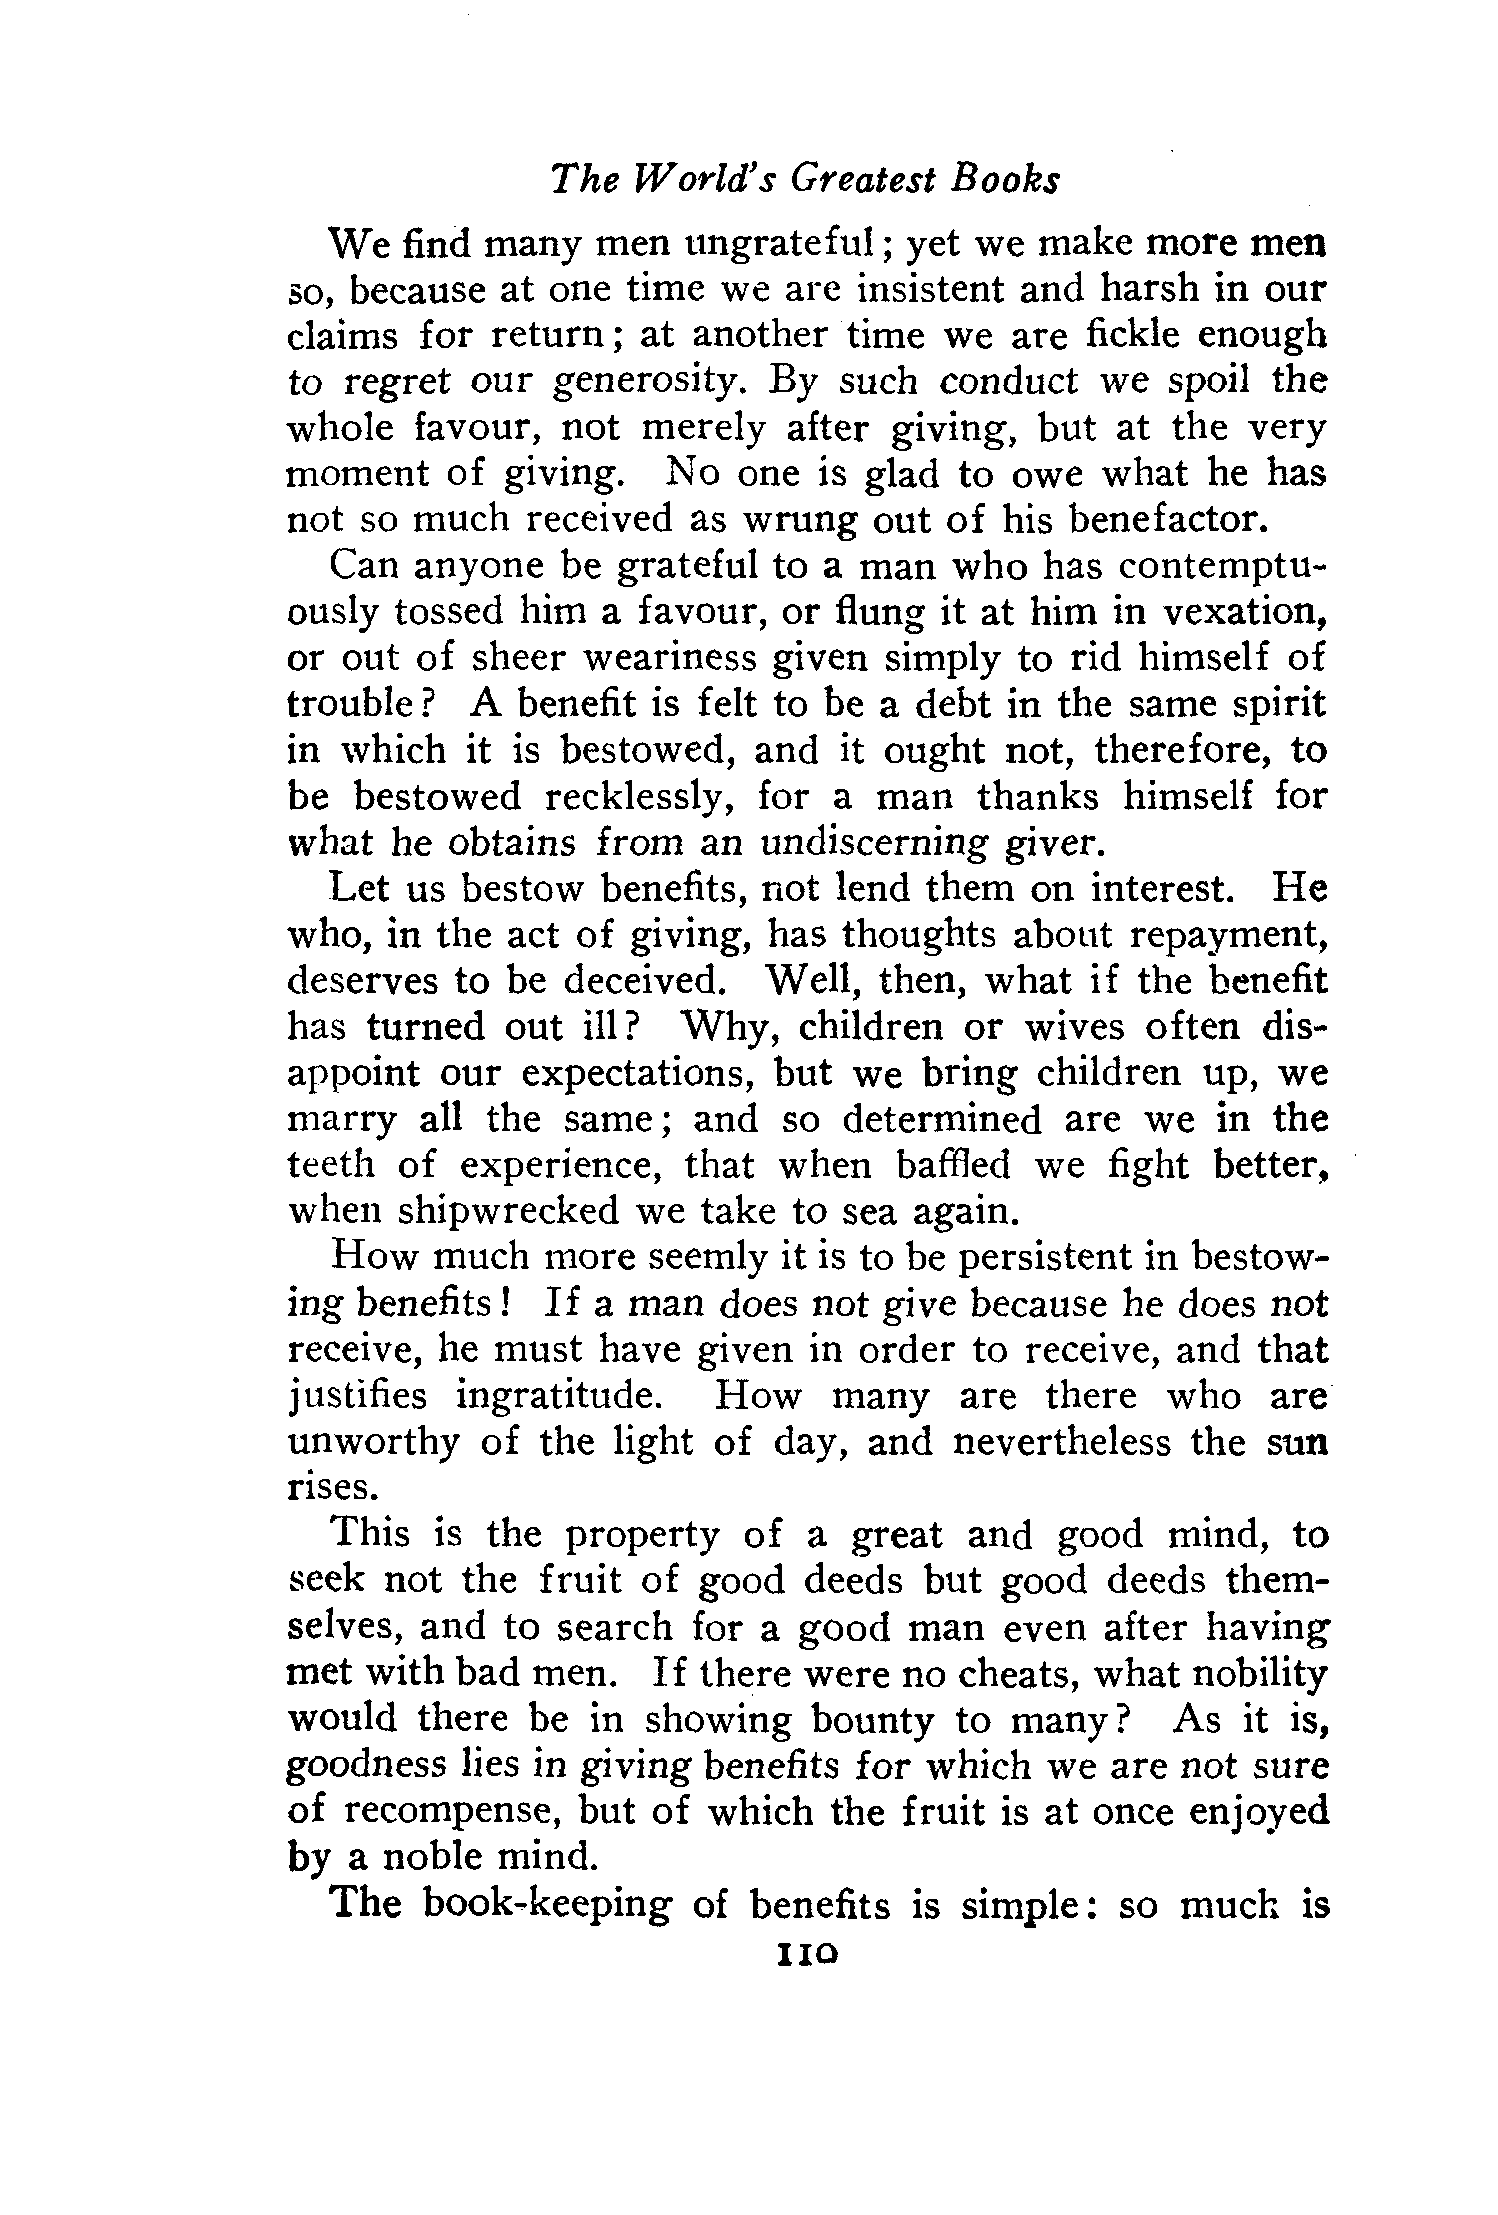 The World's Greatest Books
We find many men ungrateful; yet we make more men
so, because at one time we are insistent and harsh in our
claims for return; at another time we are fickle enough
to regret our generosity. By such conduct we spoil the
whole favour, not merely after giving, but at the very
moment of giving. No one is glad to owe what he has
not so much received as wrung out of his benefactor.
Can anyone be grateful to a man who has contemptu-
ously tossed him a favour, or flung it at him in vexation,
or out of sheer weariness given simply to rid himself of
trouble? A benefit is felt to be a debt in the same spirit
in which it is bestowed, and it ought not, therefore, to
be bestowed recklessly, for a man thanks himself for
what he obtains from an undiscerning giver.
Let us bestow benefits, not lend them on interest. He
who, in the act of giving, has thoughts about repayment,
deserves to be deceived. Well, then, what if the benefit
has turned out ill? Why, children or wives often dis-
appoint our expectations, but we bring children up, we
marry all the same; and so determined are we in the
teeth of experience, that when baffled we fight better,
when shipwrecked we take to sea again.
How much more seemly it is to be persistent in bestow-
ing benefits! If a man does not give because he does not
receive, he must have given in order to receive, and that
justifies ingratitude. How many are there who are
unworthy of the light of day, and nevertheless the sun
rises.
This is the property of a great and good mind, to
seek not the fruit of good deeds but good deeds them-
selves, and to search for a good man even after having
met with bad men. If there were no cheats, what nobility
would there be in showing bounty to many? As it is,
goodness lies in giving benefits for which we are not sure
of recompense, but of which the fruit is at once enjoyed
by a noble mind.
The book-keeping of benefits is simple: so much is
110